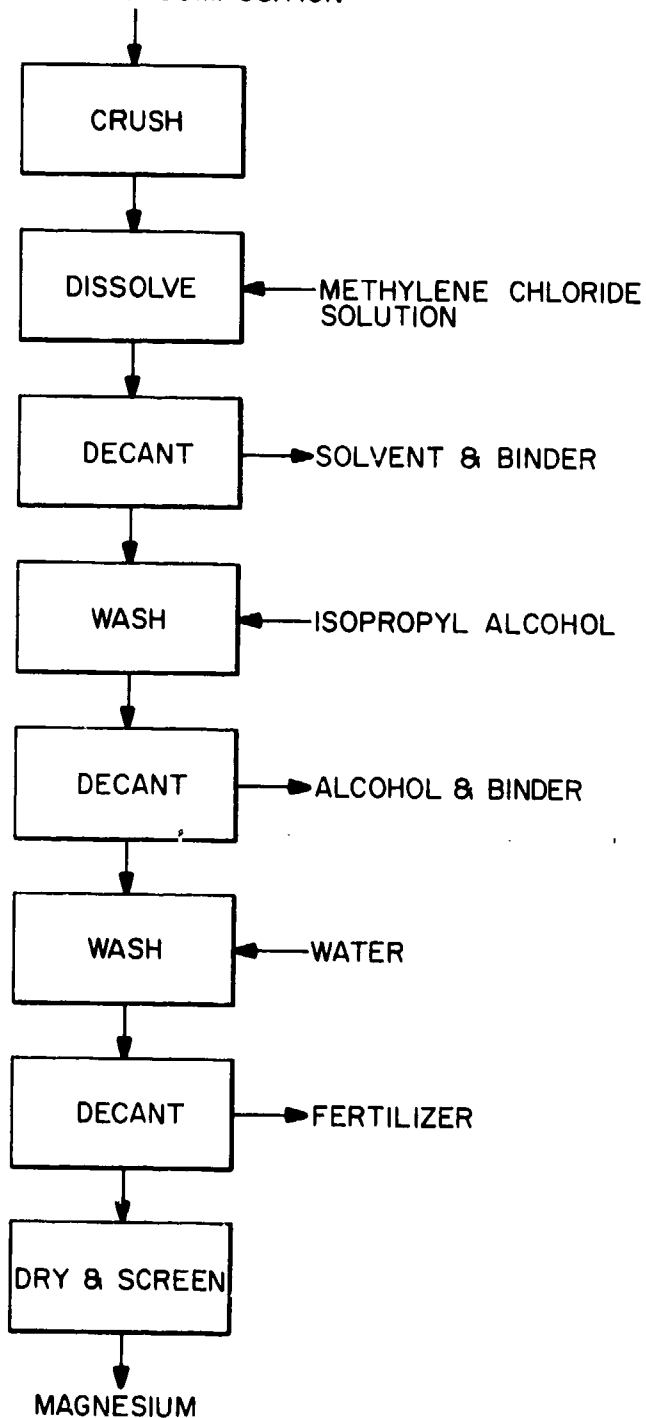 CRUSH
DISSOLVE
METHYLENE CHLORIDE
SOLUTION
DECANT
SOLVENT & BINDER
WASH
ISOPROPYL ALCOHOL
DECANT
ALCOHOL & BINDER
WASH
WATER
DECANT
FERTILIZER
DRY & SCREEN
MAGNESIUM